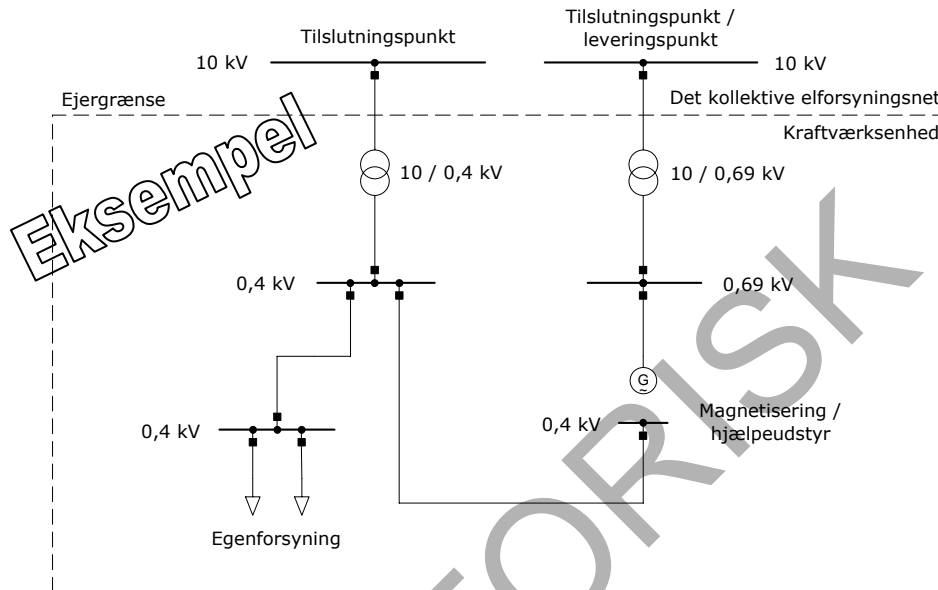 Tilslutningspunkt
Tilslutningspunkt /
leveringspunkt
10 kV
10 kV
Ejergrænse
Det kollektive elforsyningsnet
Kraftværksenhed
Eksempel
10 / 0,4 kV
10 / 0,69 kV
0,4 kV
0,69 kV
G
~
Magnetisering /
hjælpeudstyr
0,4 kV
0,4 kV
Egenforsyning
TORISK